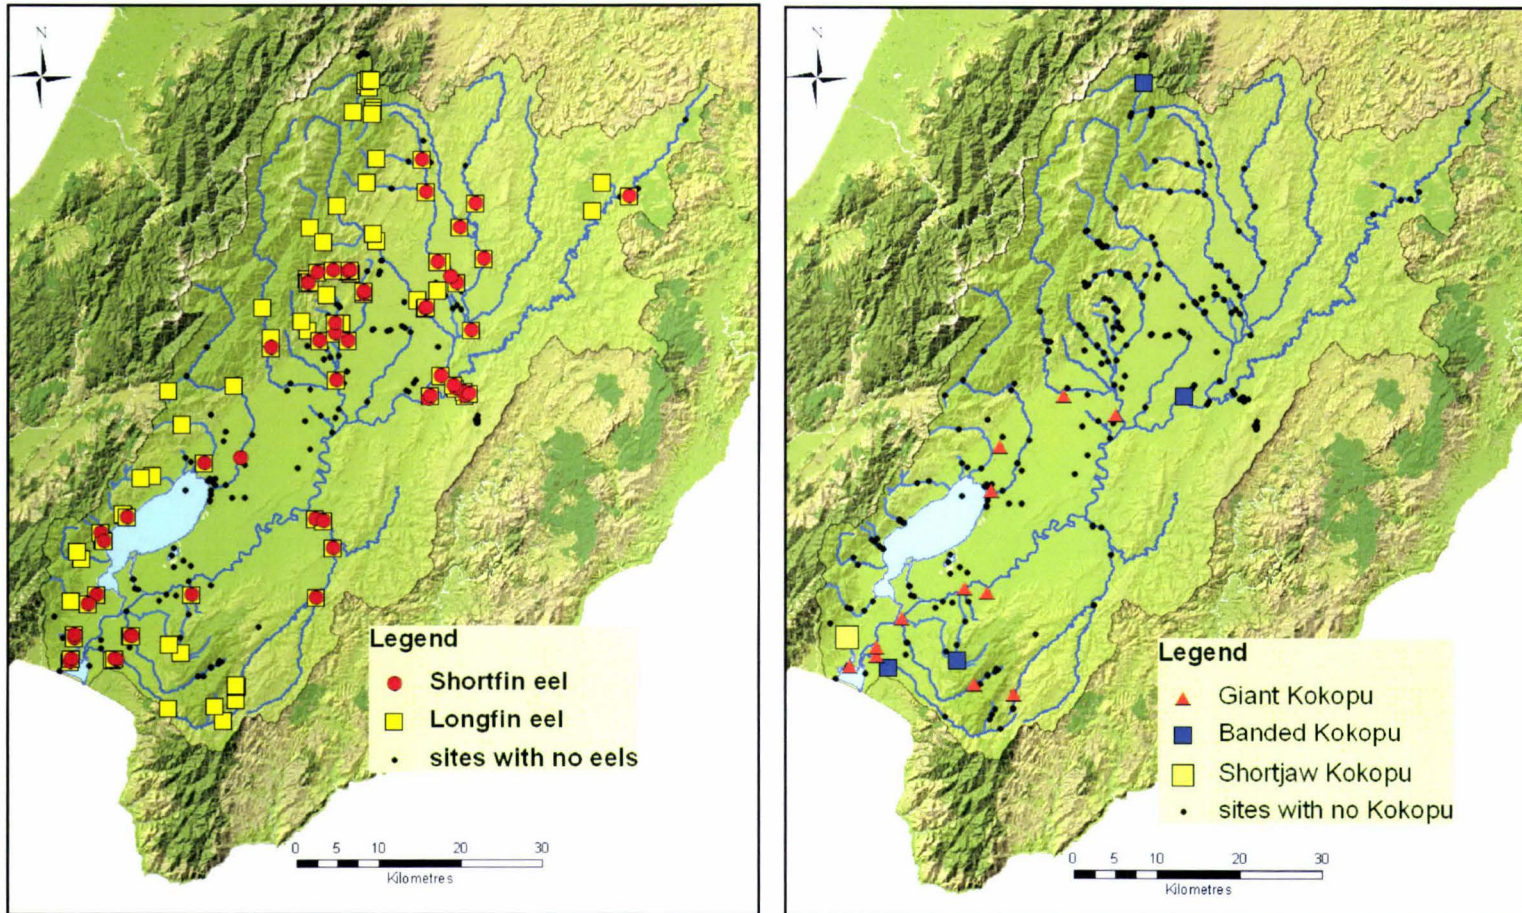 N
Legend
Shortfin eel
Longfin eel
sites with no eels
0 5 10 20 30
Kilometres
N
Legend
Giant Kokopu
Banded Kokopu
Shortjaw Kokopu
sites with no Kokopu
0 5 10 20 30
Kilometres